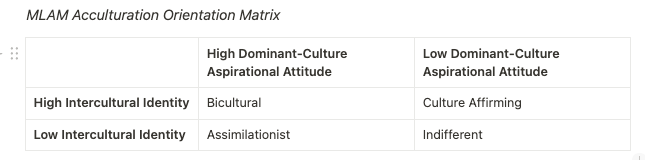 MLAM Acculturation Orientation Matrix
High Dominant-Culture Aspirational Attitude
Low Dominant-Culture Aspirational Attitude
High Intercultural Identity
Bicultural
Culture Affirming
Low Intercultural Identity
Assimilationist
Indifferent